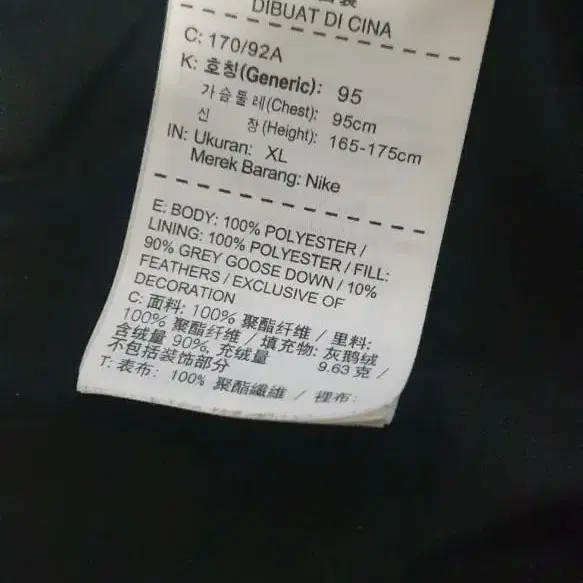 DIBUAT DI CINA
C: 170/92A
K: 호칭(Generic): 95
가슴둘레(Chest): 95cm
신 장(Height): 165-175cm
IN: Ukuran: XL
Merek Barang: Nike
E: BODY: 100% POLYESTER /
LINING: 100% POLYESTER / FILL:
90% GREY GOOSE DOWN / 10%
FEATHERS / EXCLUSIVE OF
DECORATION
C: 面料: 100% 聚酯纤维 / 里料:
100% 聚酯纤维 / 填充物: 灰鹅绒
含绒量 90%, 充绒量 9.63 克 /
不包括装饰部分
T: 表布: 100% 聚酯纖維 / 裡布: